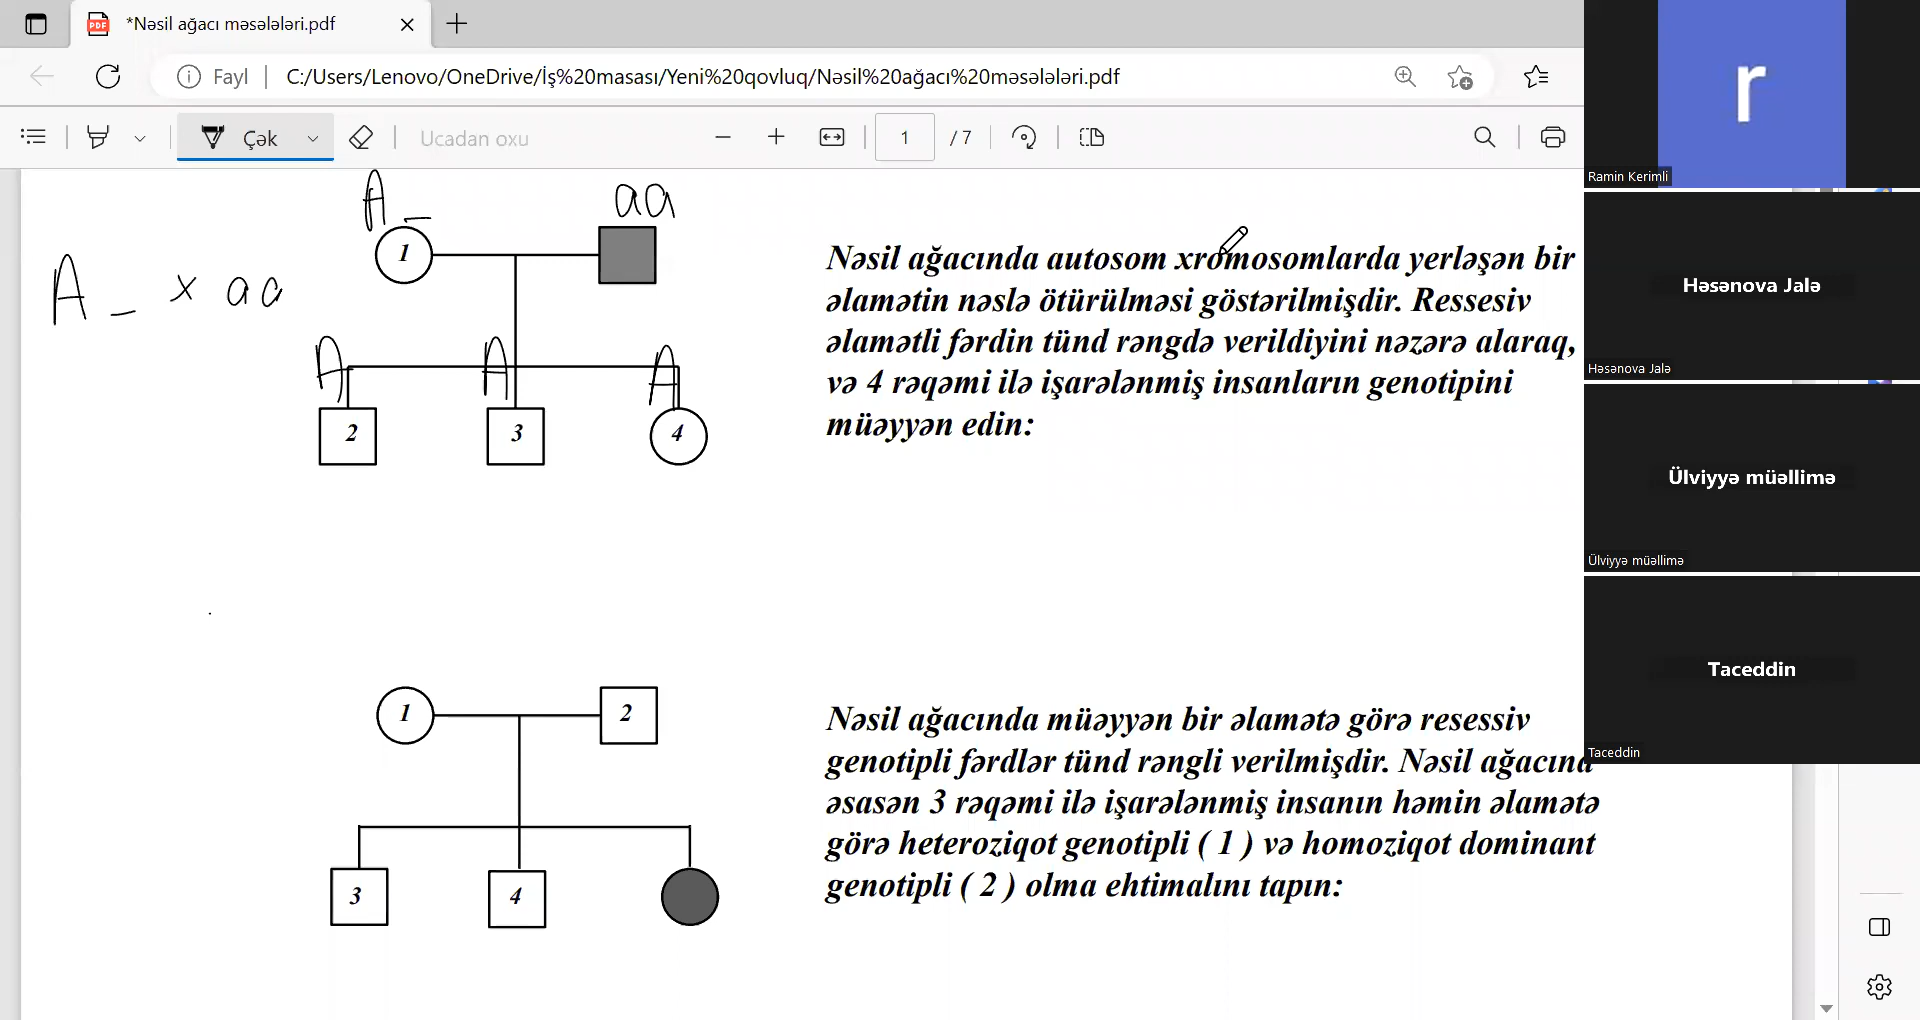 *Nəsil ağacı məsələləri.pdf
Fayl
C:/Users/Lenovo/OneDrive/İş%20masası/Yeni%20qovluq/Nəsil%20ağacı%20məsələləri.pdf
Çək
Ucadan oxu
1 / 7
A _
aa
1
A _ x aa
A A A
2 3 4
Nəsil ağacında autosom xromosomlarda yerləşən bir
əlamətin nəslə ötürülməsi göstərilmişdir. Ressesiv
əlamətli fərdin tünd rəngdə verildiyini nəzərə alaraq,
və 4 rəqəmi ilə işarələnmiş insanların genotipini
müəyyən edin:
1 2
3 4
Nəsil ağacında müəyyən bir əlamətə görə resessiv
genotipli fərdlər tünd rəngli verilmişdir. Nəsil ağacına
əsasən 3 rəqəmi ilə işarələnmiş insanın həmin əlamətə
görə heteroziqot genotipli ( 1 ) və homoziqot dominant
genotipli ( 2 ) olma ehtimalını tapın:
r
Ramin Kerimli
Həsənova Jalə
Həsənova Jalə
Ülviyyə müəllimə
Ülviyyə müəllimə
Taceddin
Taceddin